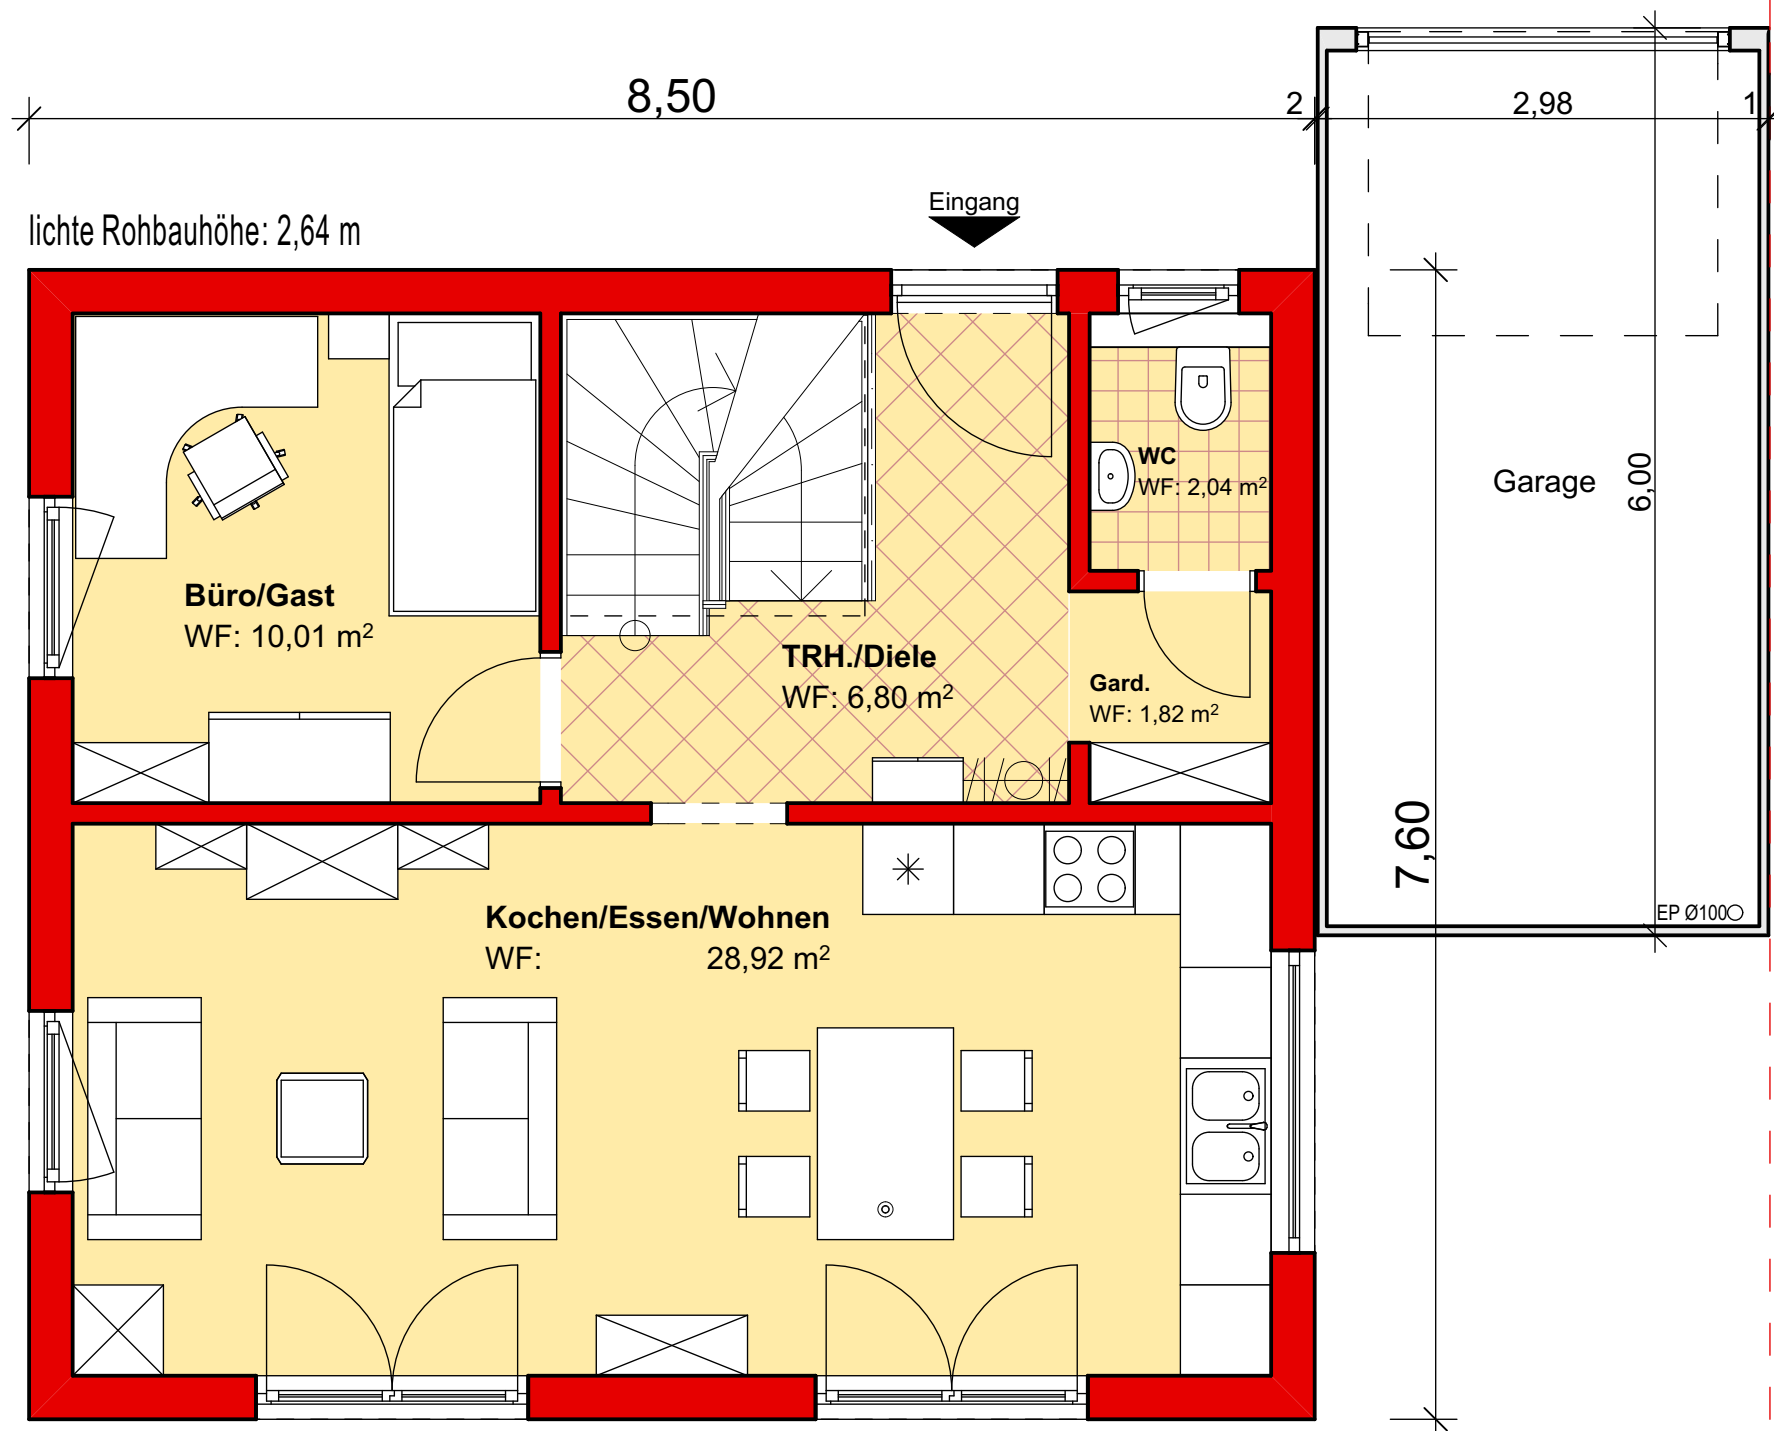 8,50
2
2,98
1
Eingang
lichte Rohbauhöhe: 2,64 m
WC
WF: 2,04 m²
Garage
6,00
Büro/Gast
WF: 10,01 m²
TRH./Diele
WF: 6,80 m²
Gard.
WF: 1,82 m²
7,60
EP Ø100
Kochen/Essen/Wohnen
WF: 28,92 m²